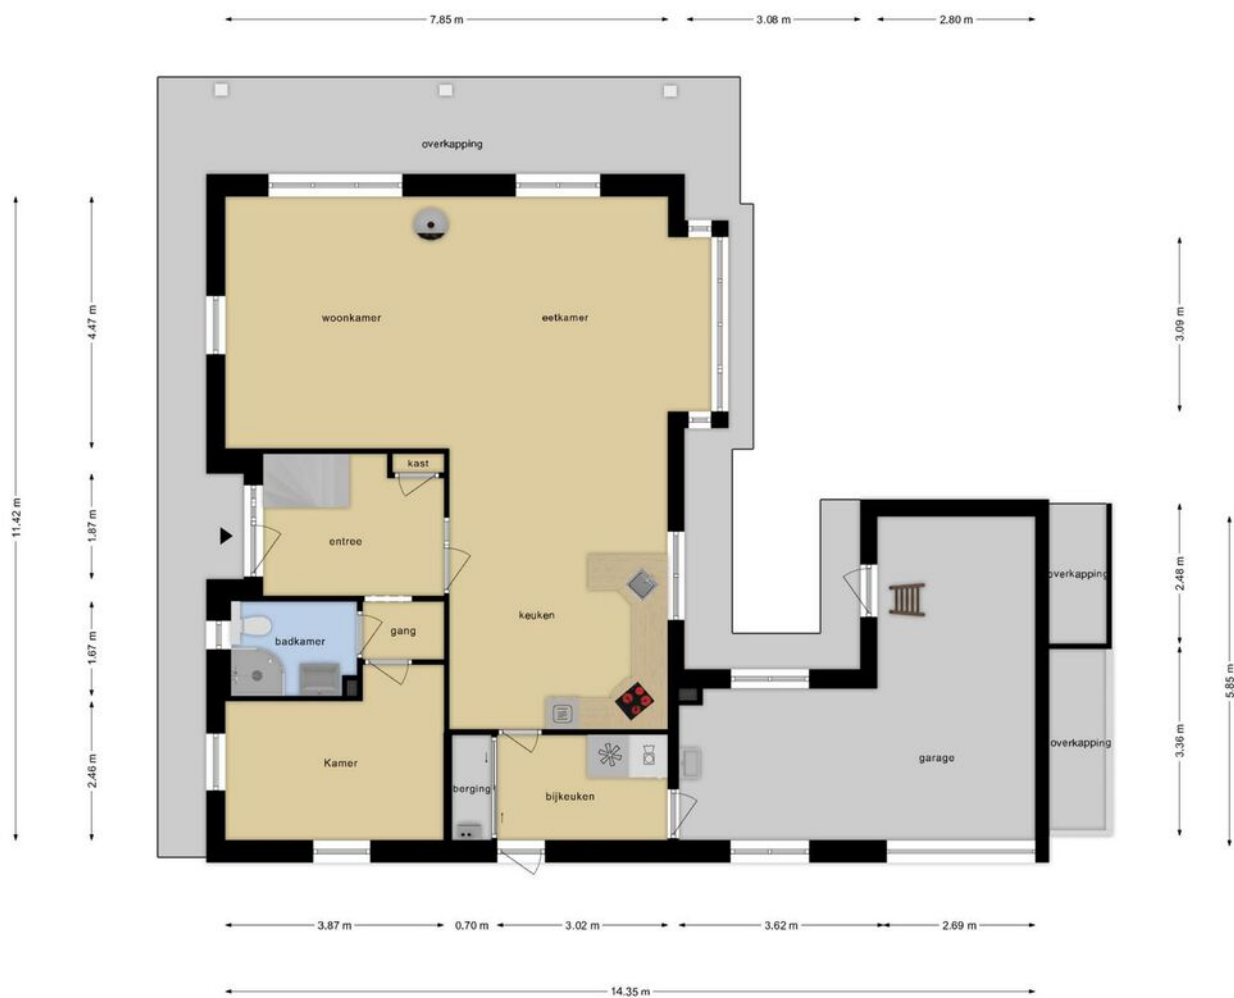 7.85 m
3.08 m
2.80 m
overkapping
woonkamer
eetkamer
4.47 m
3.09 m
11.42 m
kast
1.87 m
entree
2.48 m
overkapping
keuken
gang
badkamer
1.67 m
5.85 m
3.36 m
overkapping
2.46 m
Kamer
garage
berging
bijkeuken
3.87 m
0.70 m
3.02 m
3.62 m
2.69 m
14.35 m